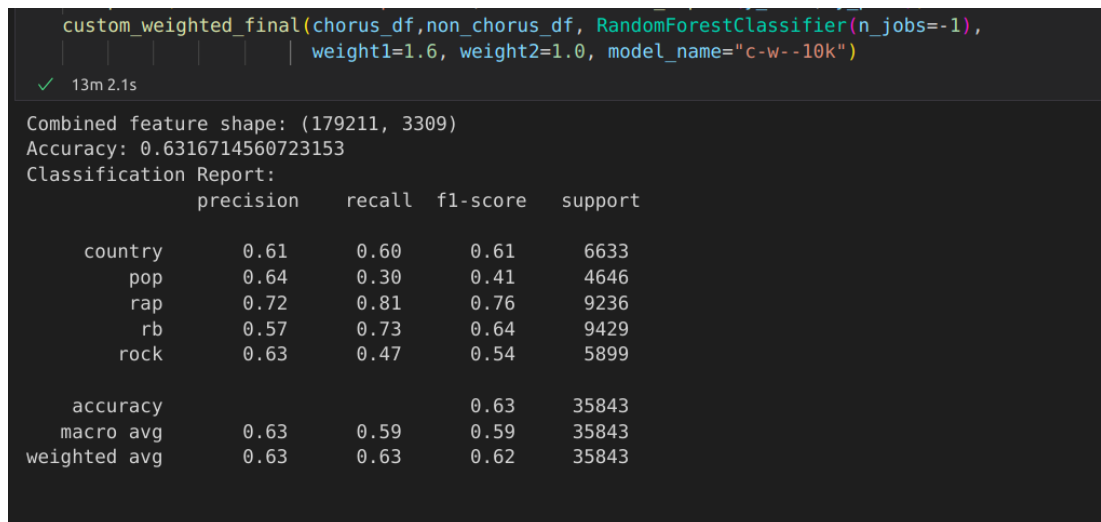 custom_weighted_final(chorus_df,non_chorus_df, RandomForestClassifier(n_jobs=-1),
weight1=1.6, weight2=1.0, model_name="c-w--10k")
✓ 13m 2.1s
Combined feature shape: (179211, 3309)
Accuracy: 0.6316714560723153
Classification Report:
precision recall f1-score support
country 0.61 0.60 0.61 6633
pop 0.64 0.30 0.41 4646
rap 0.72 0.81 0.76 9236
rb 0.57 0.73 0.64 9429
rock 0.63 0.47 0.54 5899
accuracy 0.63 35843
macro avg 0.63 0.59 0.59 35843
weighted avg 0.63 0.63 0.62 35843